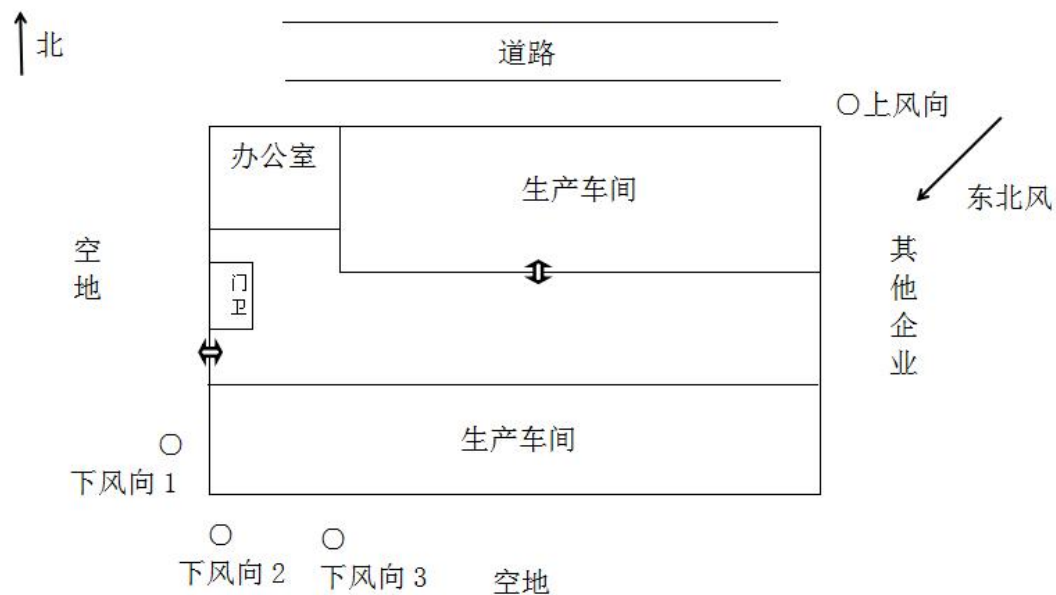 北
道路
上风向
办公室
生产车间
东北风
空地
其他企业
门卫
生产车间
下风向1
下风向2
下风向3
空地